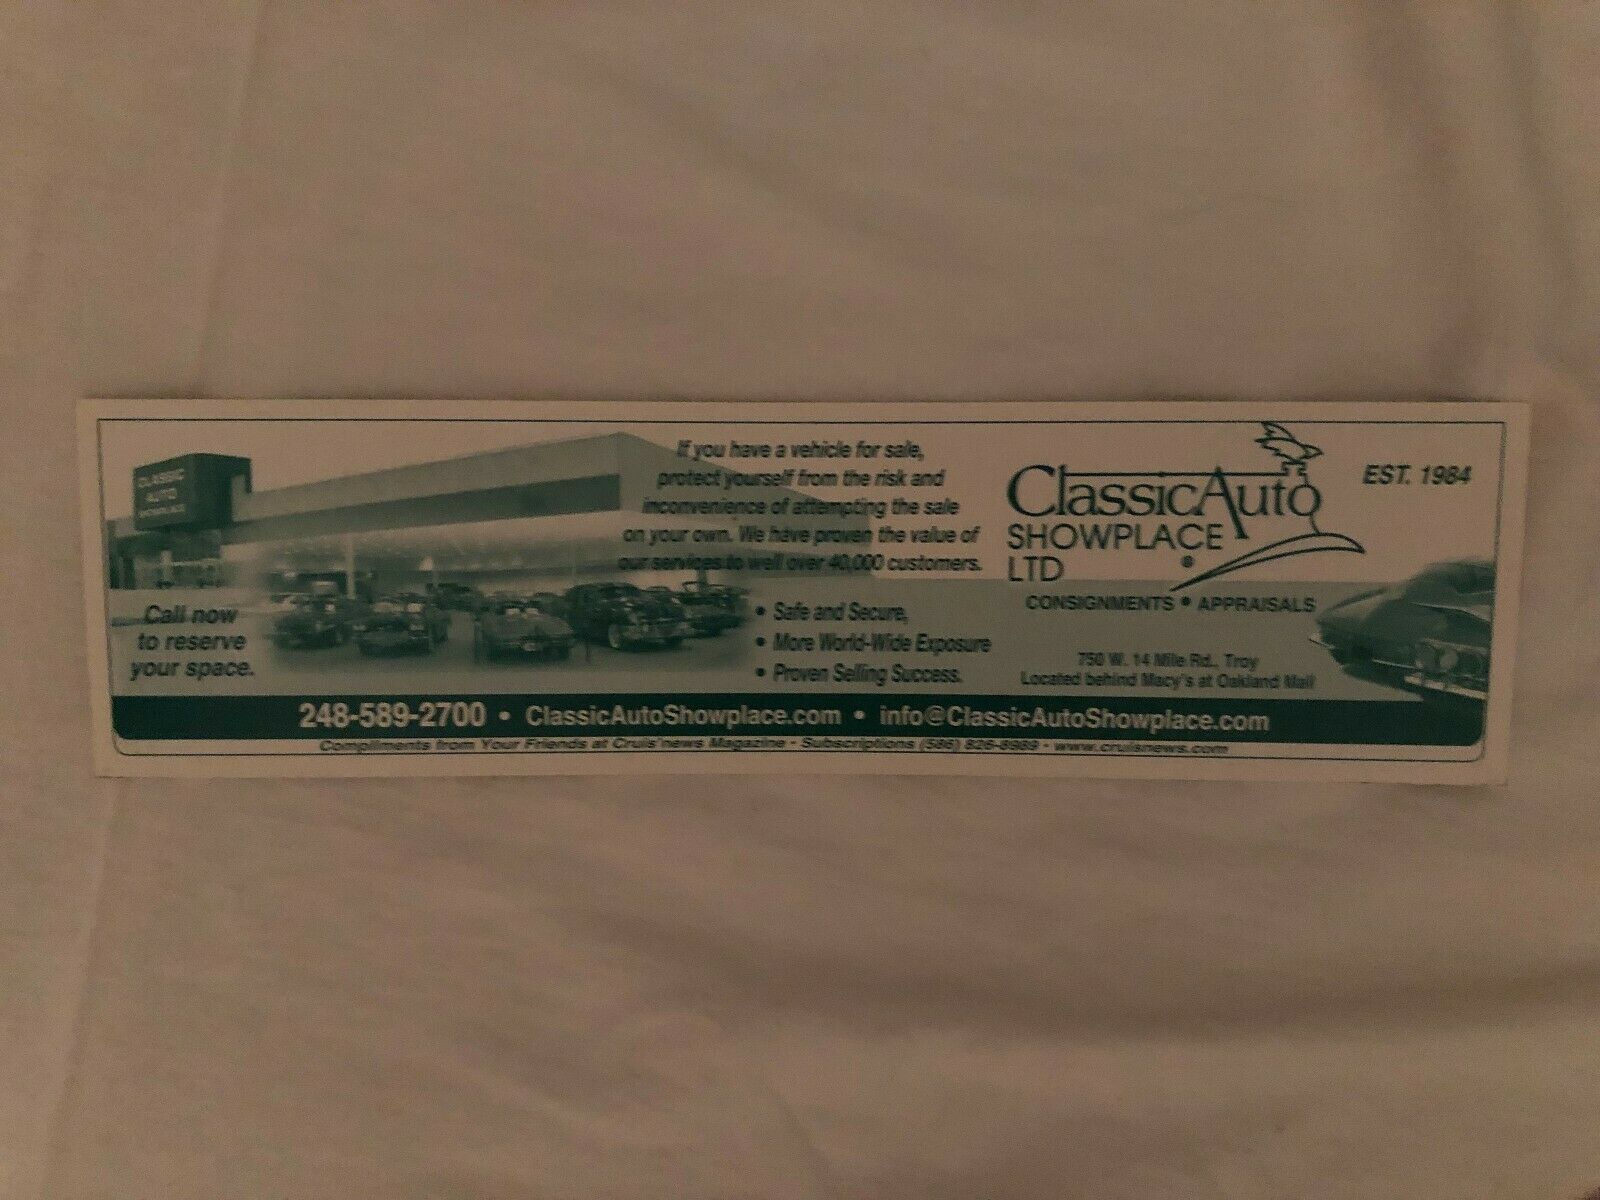 CLASSIC
AUTO
SHOWPLACE
If you have a vehicle for sale,
protect yourself from the risk and
inconvenience of attempting the sale
on your own. We have proven the value of
our services to well over 40,000 customers.
• Safe and Secure,
• More World-Wide Exposure
• Proven Selling Success.
Call now
to reserve
your space.
ClassicAuto
SHOWPLACE
LTD
EST. 1984
CONSIGNMENTS • APPRAISALS
750 W. 14 Mile Rd., Troy
Located behind Macy's at Oakland Mall
248-589-2700 • ClassicAutoShowplace.com • info@ClassicAutoShowplace.com
Compliments from Your Friends at Cruis'news Magazine - Subscriptions (586) 826-8989 - www.cruisnews.com